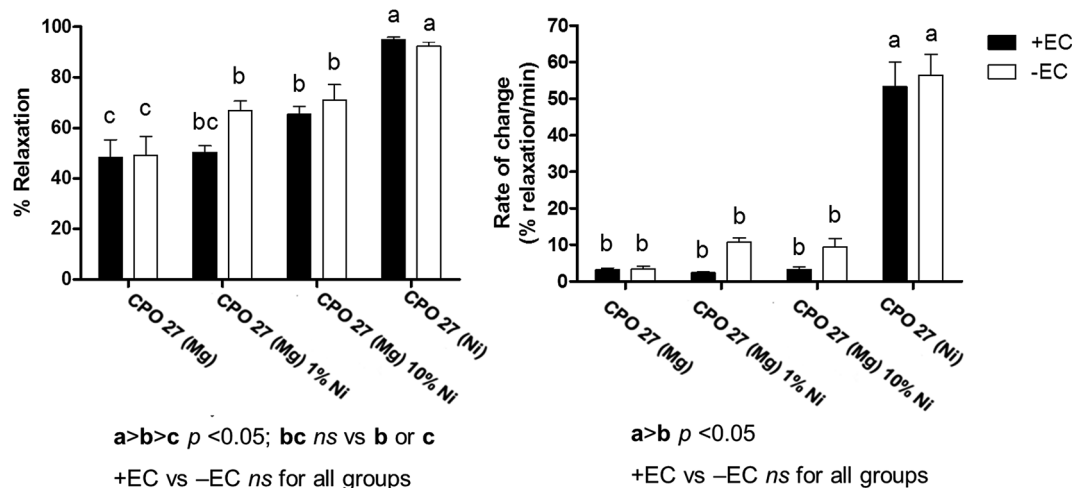 100
80
60
40
20
0
% Relaxation
c
c
bc
b
b
b
a
a
CPO 27 (Mg)
CPO 27 (Mg) 1% Ni
CPO 27 (Mg) 10% Ni
CPO 27 (Ni)
a>b>c p <0.05; bc ns vs b or c
+EC vs –EC ns for all groups
70
60
50
40
30
20
10
0
Rate of change
(% relaxation/min)
b
b
b
b
b
b
a
a
CPO 27 (Mg)
CPO 27 (Mg) 1% Ni
CPO 27 (Mg) 10% Ni
CPO 27 (Ni)
+EC
-EC
a>b p <0.05
+EC vs –EC ns for all groups